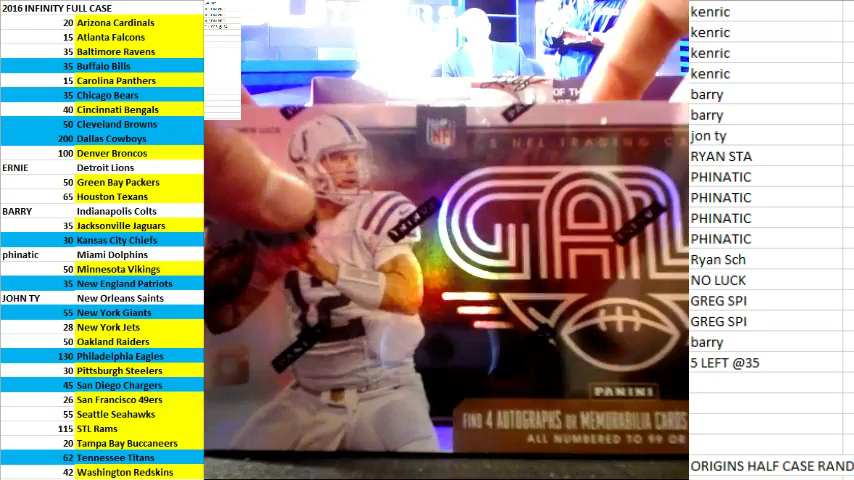 2016 INFINITY FULL CASE
20 Arizona Cardinals
15 Atlanta Falcons
35 Baltimore Ravens
35 Buffalo Bills
15 Carolina Panthers
35 Chicago Bears
40 Cincinnati Bengals
50 Cleveland Browns
200 Dallas Cowboys
100 Denver Broncos
ERNIE Detroit Lions
50 Green Bay Packers
65 Houston Texans
BARRY Indianapolis Colts
35 Jacksonville Jaguars
30 Kansas City Chiefs
phinatic Miami Dolphins
50 Minnesota Vikings
35 New England Patriots
JOHN TY New Orleans Saints
55 New York Giants
28 New York Jets
50 Oakland Raiders
130 Philadelphia Eagles
30 Pittsburgh Steelers
45 San Diego Chargers
26 San Francisco 49ers
55 Seattle Seahawks
115 STL Rams
20 Tampa Bay Buccaneers
62 Tennessee Titans
42 Washington Redskins
OF TH
NFL
NFL TRADING CA
GAL
12
PANINI
FIND 4 AUTOGRAPHS OR MEMORABILIA CARDS
ALL NUMBERED TO 99 OR
kenric
kenric
kenric
kenric
barry
barry
jon ty
RYAN STA
PHINATIC
PHINATIC
PHINATIC
PHINATIC
Ryan Sch
NO LUCK
GREG SPI
GREG SPI
barry
5 LEFT @35
ORIGINS HALF CASE RAND